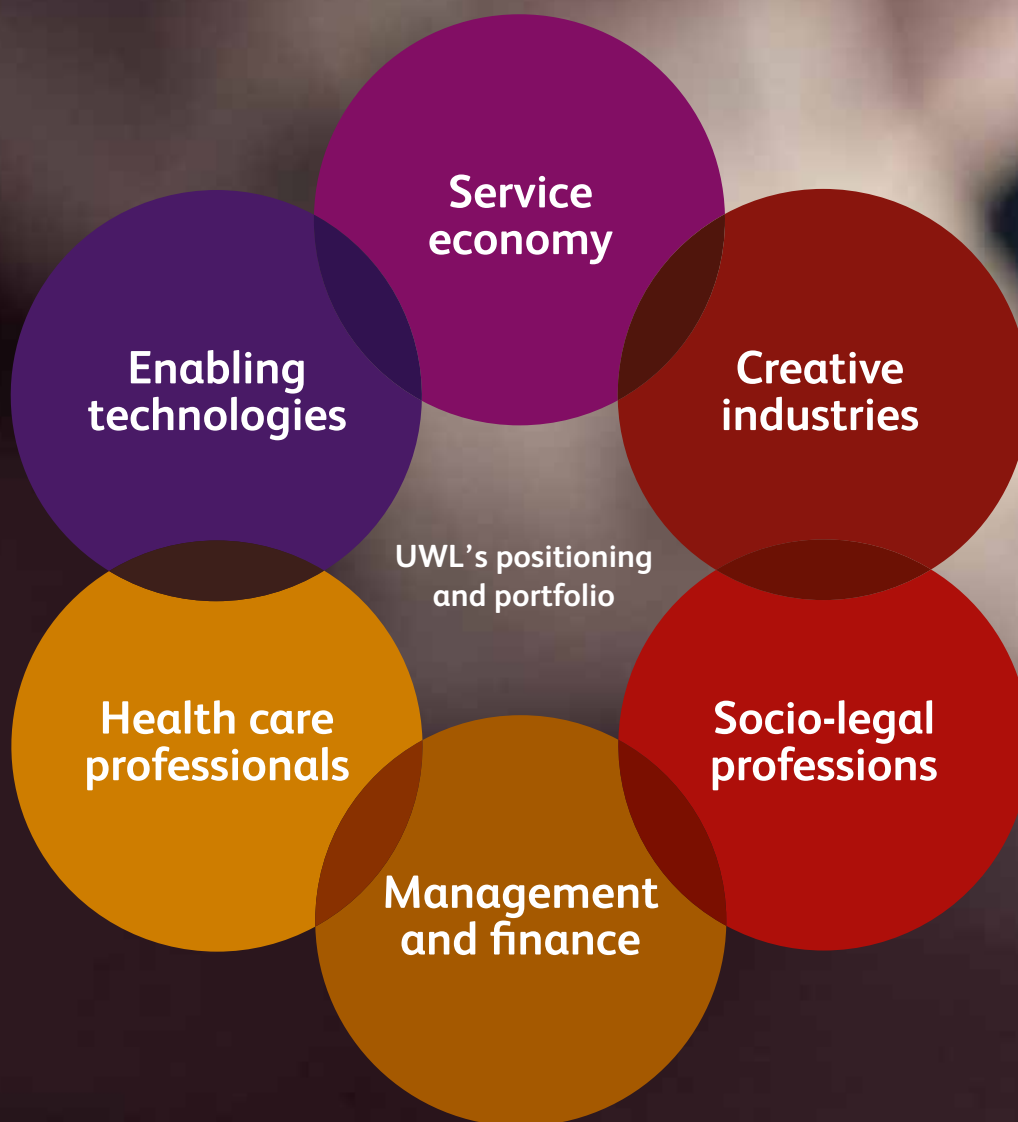 Service
economy
Enabling
technologies
Creative
industries
UWL’s positioning
and portfolio
Health care
professionals
Socio-legal
professions
Management
and finance